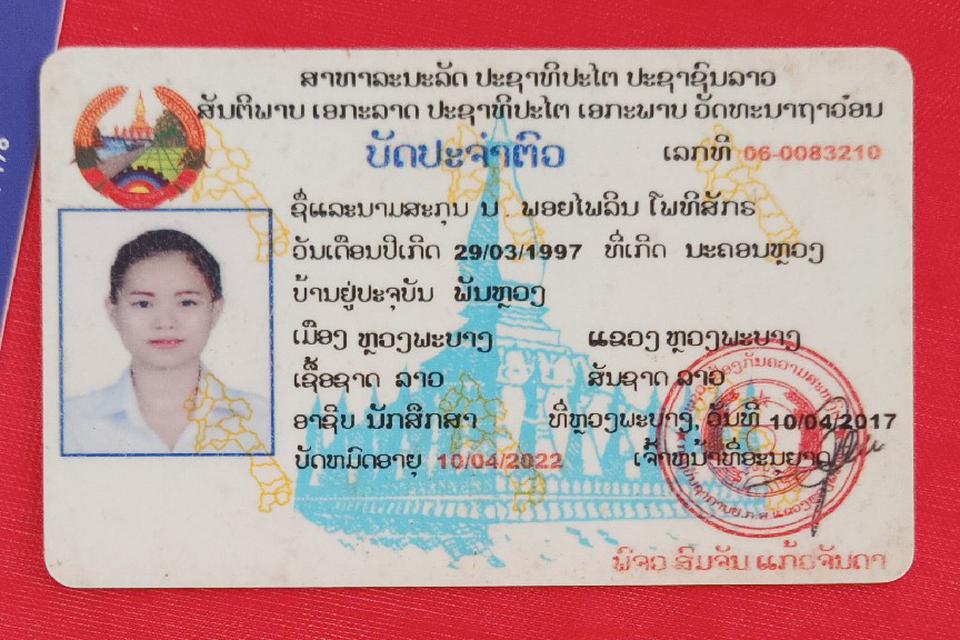 ສາທາລະນະລັດ ປະຊາທິປະໄຕ ປະຊາຊົນລາວ
ສັນຕິພາບ ເອກະລາດ ປະຊາທິປະໄຕ ເອກະພາບ ວັດທະນາຖາວອນ
ບັດປະຈຳຕົວ ເລກທີ 06-0083210
ຊື່ແລະນາມສະກຸນ ນ. ພອຍໄພລິນ ໂພທິສັກຣ
ວັນເດືອນປີເກີດ 29/03/1997 ທີ່ເກີດ ນະຄອນຫຼວງ
ບ້ານຢູ່ປະຈຸບັນ ພັນຫຼວງ
ເມືອງ ຫຼວງພະບາງ ແຂວງ ຫຼວງພະບາງ
ເຊື້ອຊາດ ລາວ ສັນຊາດ ລາວ
ອາຊີບ ນັກສຶກສາ ທີ່ຫຼວງພະບາງ, ວັນທີ 10/04/2017
ບັດຫມົດອາຍຸ 10/04/2022 ເຈົ້າຫນ້າທີ່ອະນຸຍາດ
ພັຈວ ສົມຈັນ ແກ້ວຈັນດາ